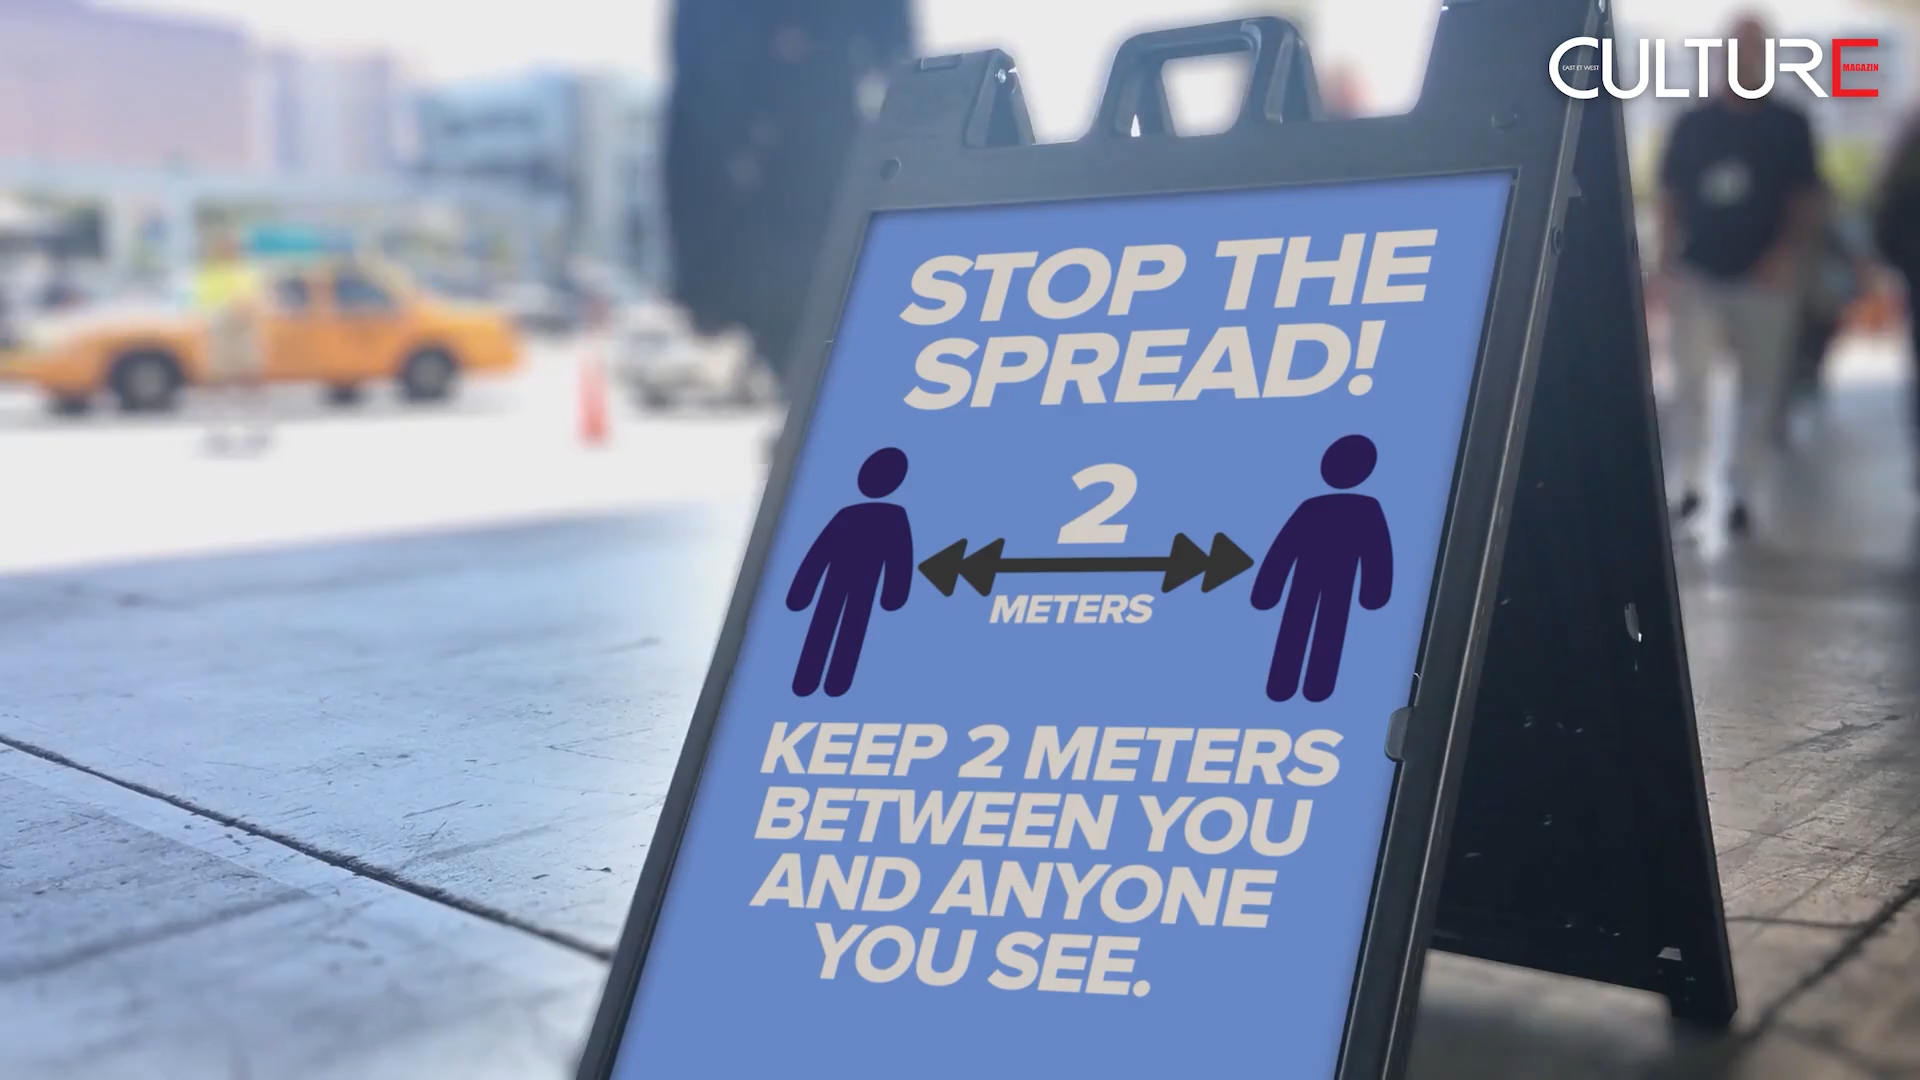 CULTURE
EAST ET WEST
MAGAZIN
STOP THE
SPREAD!
2
METERS
KEEP 2 METERS
BETWEEN YOU
AND ANYONE
YOU SEE.